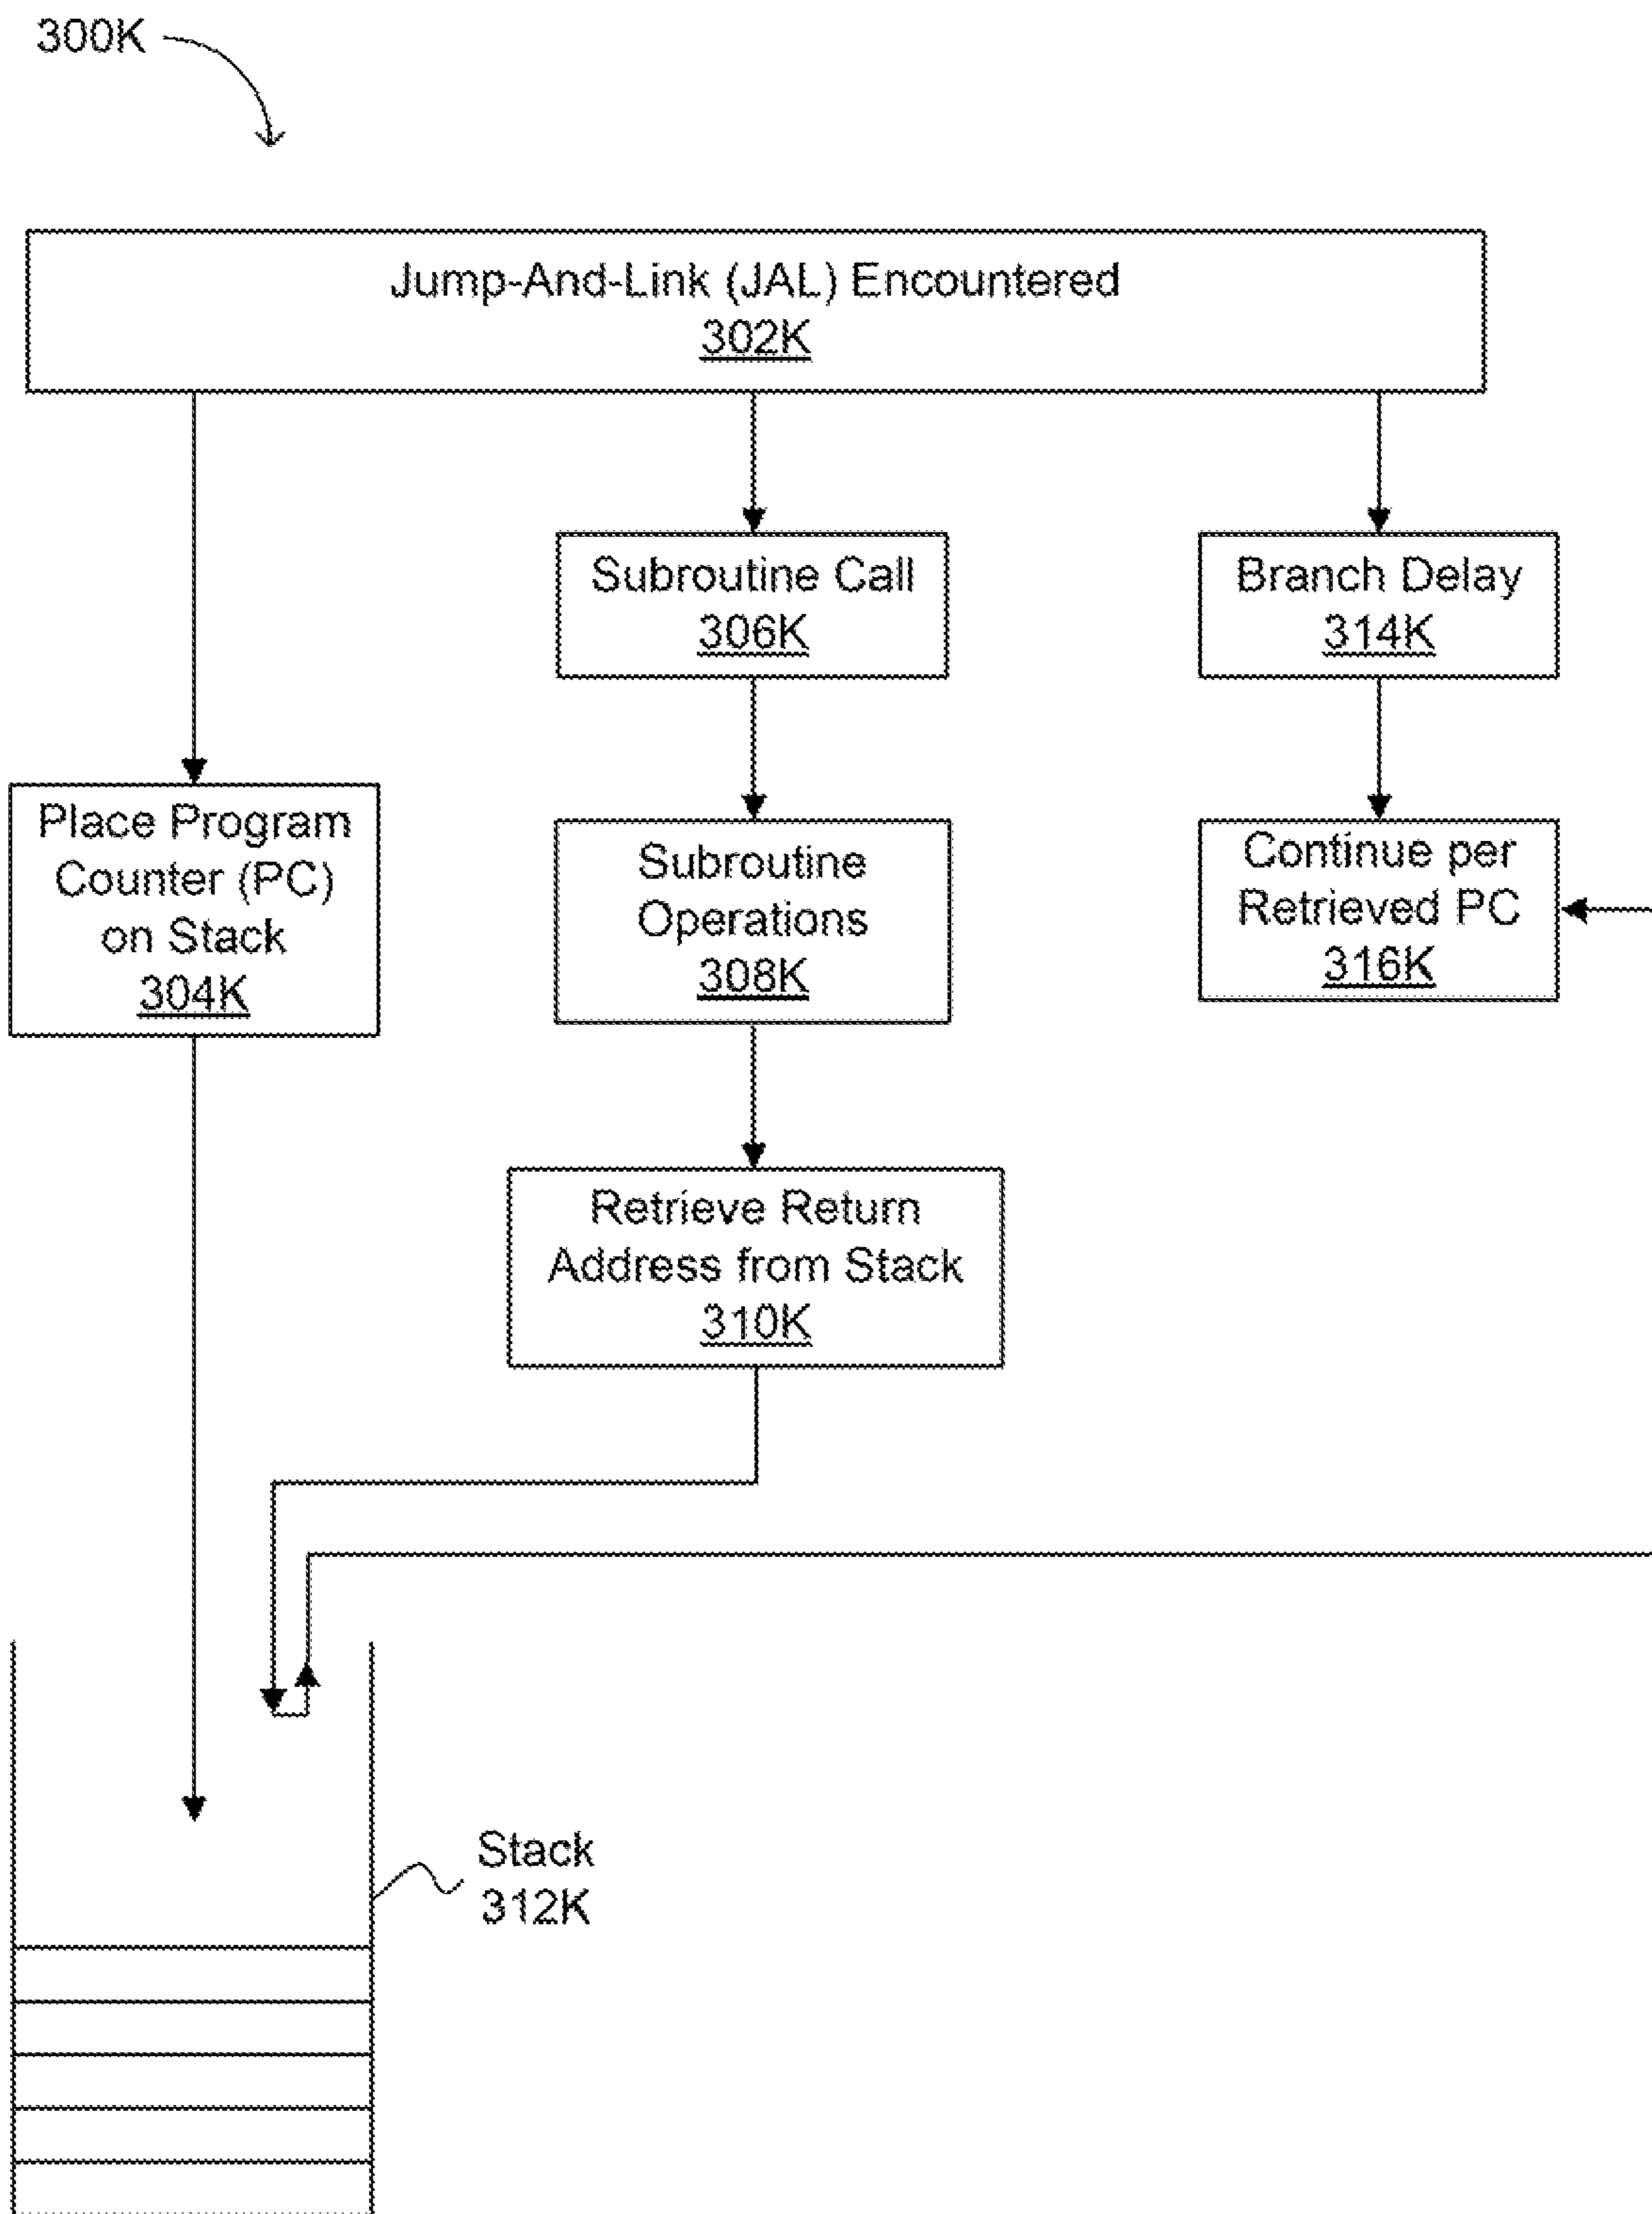 300K
Jump-And-Link (JAL) Encountered
302K
Subroutine Call
306K
Branch Delay
314K
Place Program
Counter (PC)
on Stack
304K
Subroutine
Operations
308K
Continue per
Retrieved PC
316K
Retrieve Return
Address from Stack
310K
Stack
312K